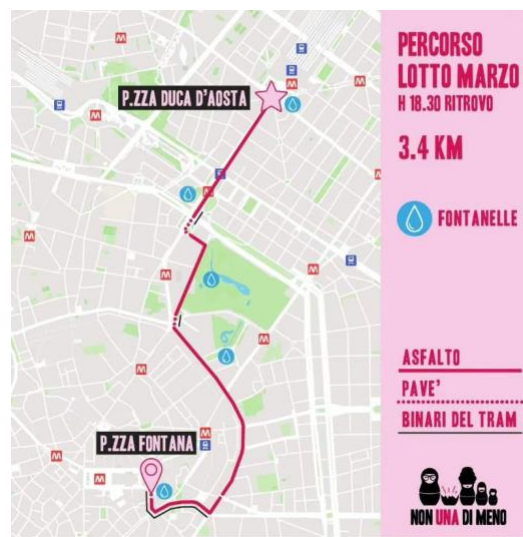 P.ZZA DUCA D'AOSTA
P.ZZA FONTANA
PERCORSO
LOTTO MARZO
H 18.30 RITROVO
3.4 KM
FONTANELLE
ASFALTO
PAVE'
BINARI DEL TRAM
NON UNA DI MENO
M
M
M
M
M
M
M
M
M
M
M